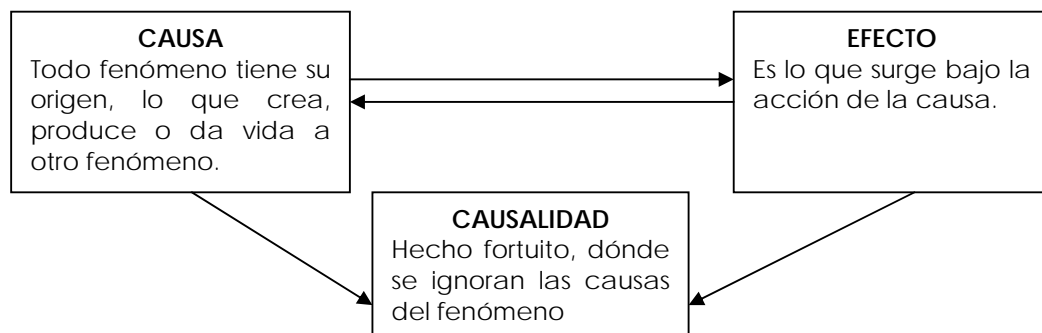 CAUSA
Todo fenómeno tiene su
origen, lo que crea,
produce o da vida a
otro fenómeno.
EFECTO
Es lo que surge bajo la
acción de la causa.
CAUSALIDAD
Hecho fortuito, dónde
se ignoran las causas
del fenómeno